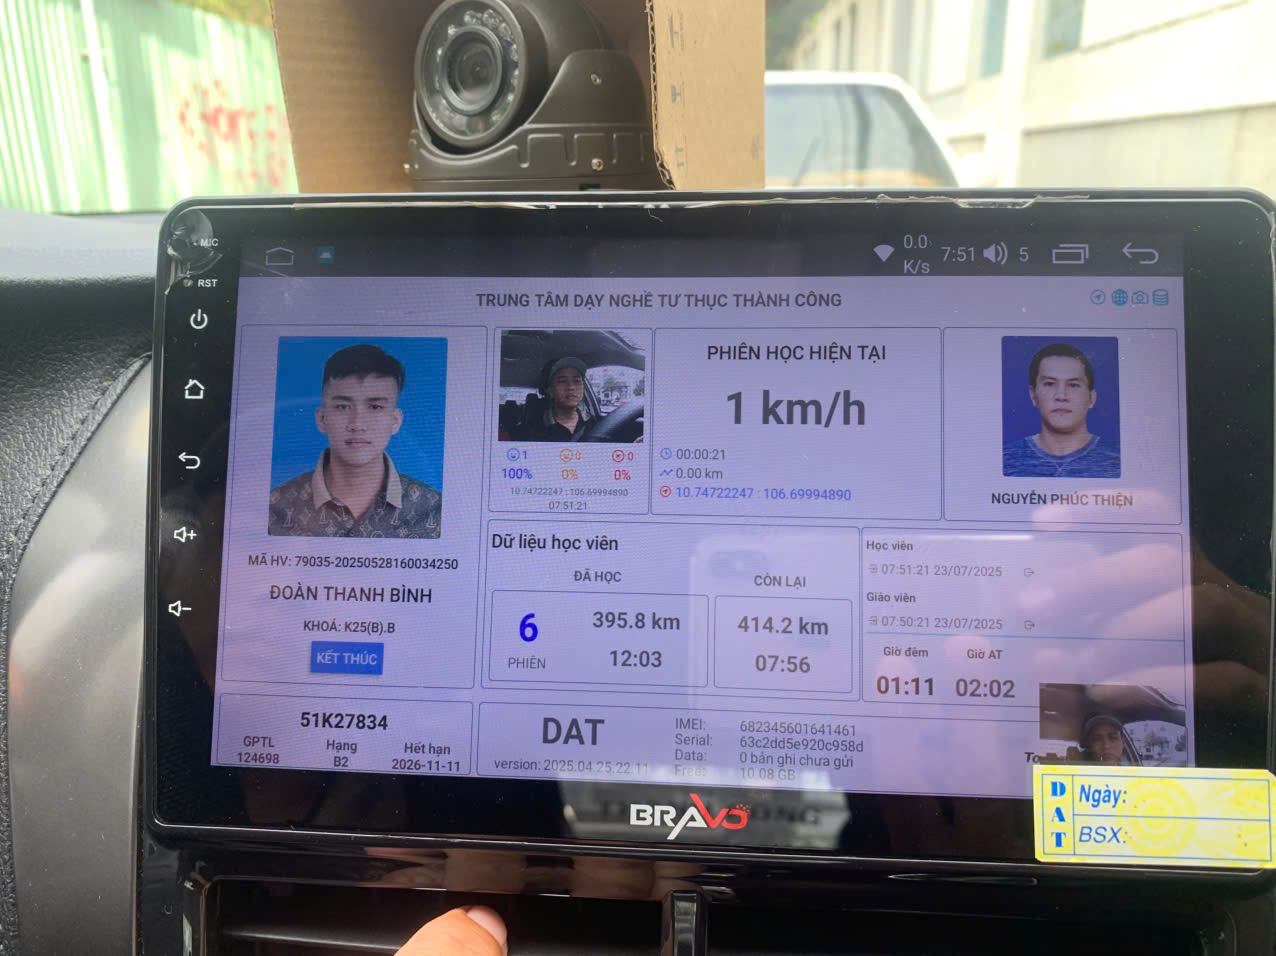 MIC
RST
0.0
K/s
7:51
5
TRUNG TÂM DẠY NGHỀ TƯ THỤC THÀNH CÔNG
MÃ HV: 79035-20250528160034250
ĐOÀN THANH BÌNH
KHOÁ: K25(B).B
KẾT THÚC
1 0 0
100% 0% 0%
10.74722247 : 106.69994890
07:51:21
PHIÊN HỌC HIỆN TẠI
1 km/h
00:00:21
0.00 km
10.74722247 : 106.69994890
NGUYỄN PHÚC THIỆN
Dữ liệu học viên
ĐÃ HỌC
6
PHIÊN
395.8 km
12:03
CÒN LẠI
414.2 km
07:56
Học viên
07:51:21 23/07/2025
Giáo viên
07:50:21 23/07/2025
Giờ đêm Giờ AT
01:11 02:02
51K27834
GPTL Hạng Hết hạn
124698 B2 2026-11-11
DAT
version: 2025.04.25.22.11
IMEI: 682345601641461
Serial: 63c2dd5e920c958d
Data: 0 bản ghi chưa gửi
Free: 10.08 GB
BRAVO
DAT
Ngày:
BSX: